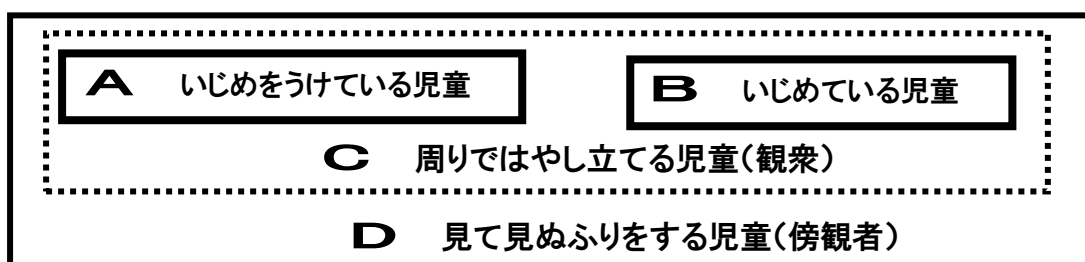 A いじめをうけている児童 B いじめている児童
C 周りではやし立てる児童(観衆)
D 見て見ぬふりをする児童(傍観者)